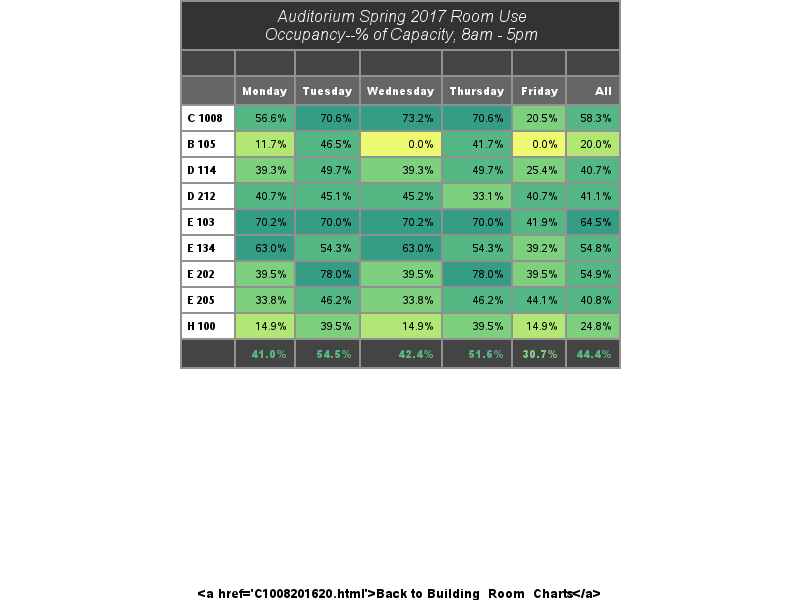 Auditorium Spring 2017 Room Use
Occupancy--% of Capacity, 8am - 5pm
Monday Tuesday Wednesday Thursday Friday All
C 1008 56.6% 70.6% 73.2% 70.6% 20.5% 58.3%
B 105 11.7% 46.5% 0.0% 41.7% 0.0% 20.0%
D 114 39.3% 49.7% 39.3% 49.7% 25.4% 40.7%
D 212 40.7% 45.1% 45.2% 33.1% 40.7% 41.1%
E 103 70.2% 70.0% 70.2% 70.0% 41.9% 64.5%
E 134 63.0% 54.3% 63.0% 54.3% 39.2% 54.8%
E 202 39.5% 78.0% 39.5% 78.0% 39.5% 54.9%
E 205 33.8% 46.2% 33.8% 46.2% 44.1% 40.8%
H 100 14.9% 39.5% 14.9% 39.5% 14.9% 24.8%
41.0% 54.5% 42.4% 51.6% 30.7% 44.4%
<a href='C1008201620.html'>Back to Building Room Charts</a>